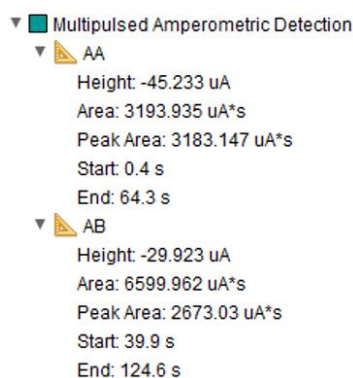 Multipulsed Amperometric Detection
AA
Height: -45.233 uA
Area: 3193.935 uA*s
Peak Area: 3183.147 uA*s
Start: 0.4 s
End: 64.3 s
AB
Height: -29.923 uA
Area: 6599.962 uA*s
Peak Area: 2673.03 uA*s
Start: 39.9 s
End: 124.6 s